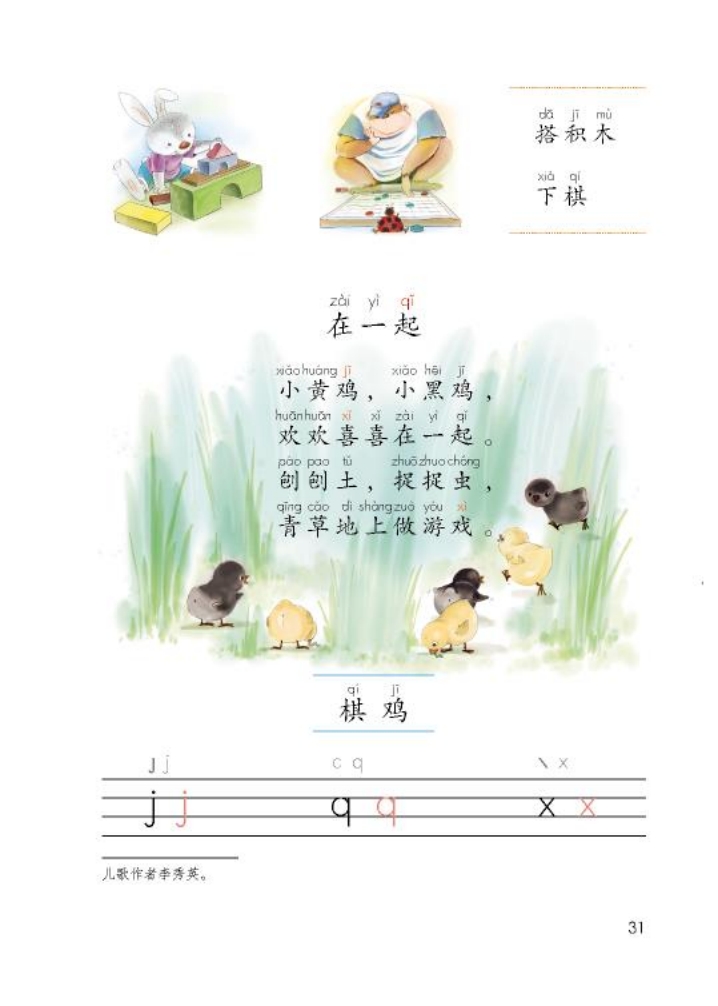 dā jī mù
搭积木
xià qí
下棋
zài yì qǐ
在一起
xiǎo huáng jī xiǎo hēi jī
小黄鸡，小黑鸡，
huān huān xǐ xǐ zài yì qǐ
欢欢喜喜在一起。
páo pao tǔ zhuō zhuo chóng
刨刨土，捉捉虫，
qīng cǎo dì shàng zuò yóu xì
青草地上做游戏。
qí jī
棋 鸡
j j c q x
j j q q x x
儿歌作者李秀英。
31